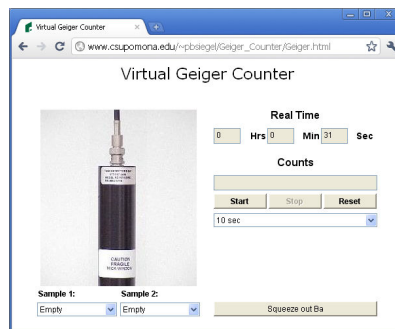 Virtual Geiger Counter
www.csupomona.edu/~pbsiegel/Geiger_Counter/Geiger.html
Virtual Geiger Counter
Real Time
0 Hrs 0 Min 31 Sec
Counts
Start Stop Reset
10 sec
CAUTION
FRAGILE
THIN WINDOW
Sample 1: Sample 2:
Empty Empty Squeeze out Ba